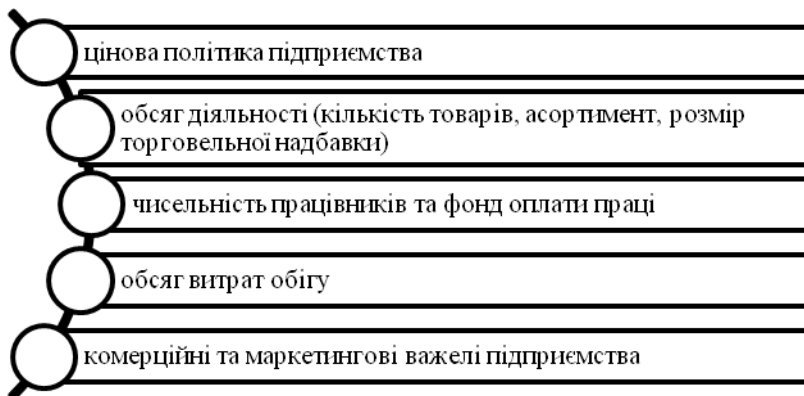 цінова політика підприємства
обсяг діяльності (кількість товарів, асортимент, розмір
торговельної надбавки)
чисельність працівників та фонд оплати праці
обсяг витрат обігу
комерційні та маркетингові важелі підприємства